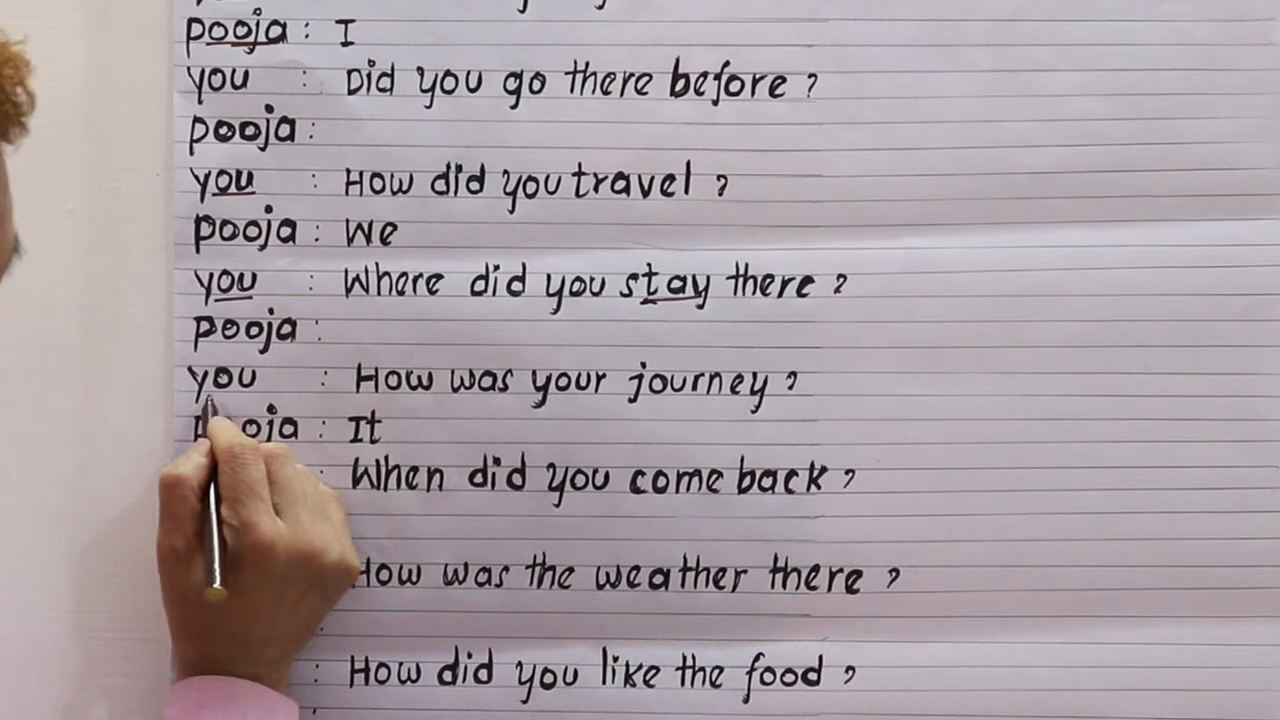 pooja : I
you : Did you go there before ?
pooja :
you : How did you travel ?
pooja : We
you : Where did you stay there ?
pooja :
you : How was your journey ?
pooja : It
: When did you come back ?
How was the weather there ?
:
: How did you like the food ?